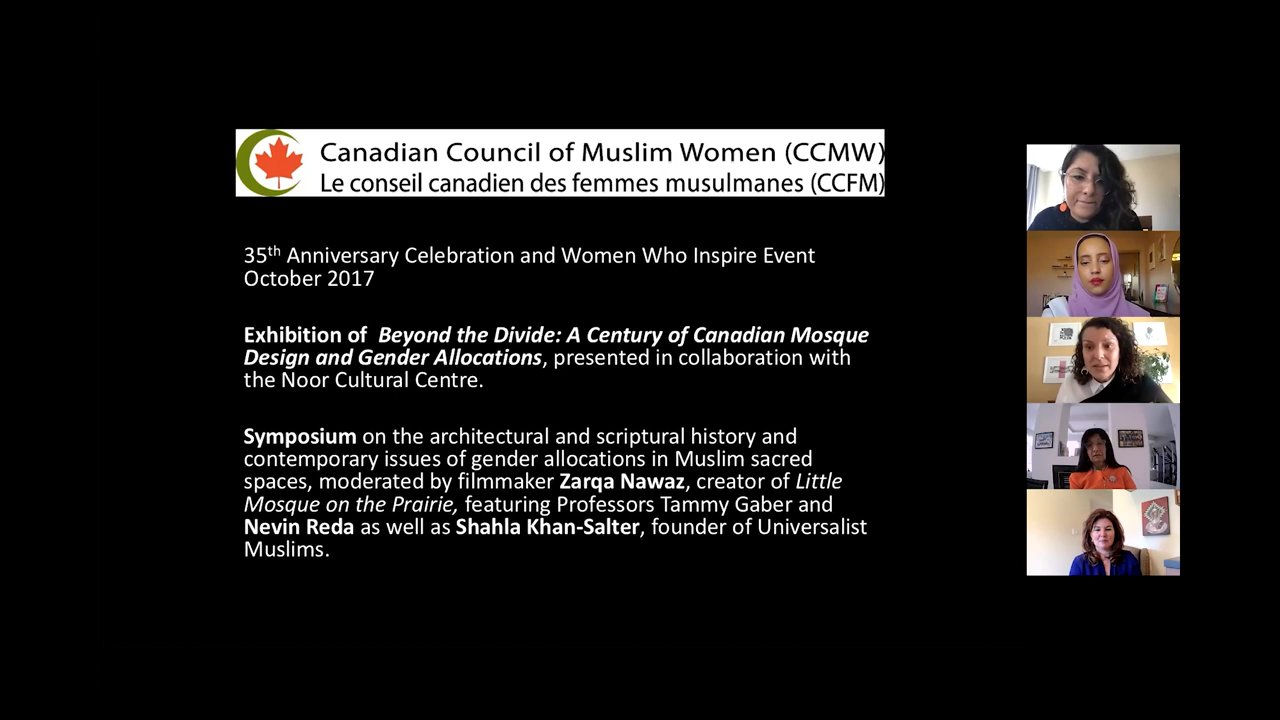 Canadian Council of Muslim Women (CCMW)
Le conseil canadien des femmes musulmanes (CCFM)
35th Anniversary Celebration and Women Who Inspire Event
October 2017
Exhibition of Beyond the Divide: A Century of Canadian Mosque
Design and Gender Allocations, presented in collaboration with
the Noor Cultural Centre.
Symposium on the architectural and scriptural history and
contemporary issues of gender allocations in Muslim sacred
spaces, moderated by filmmaker Zarqa Nawaz, creator of Little
Mosque on the Prairie, featuring Professors Tammy Gaber and
Nevin Reda as well as Shahla Khan-Salter, founder of Universalist
Muslims.